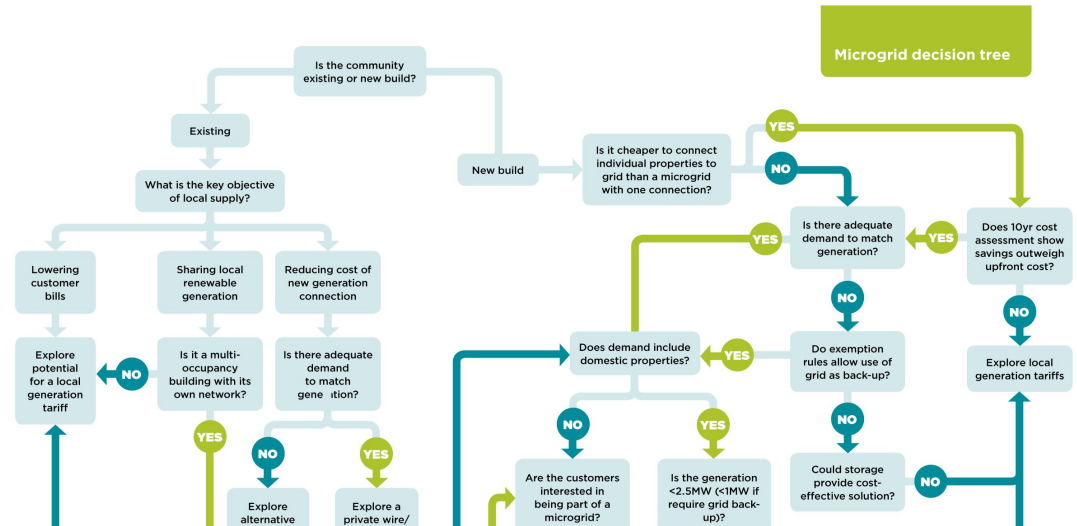 Microgrid decision tree
Is the community
existing or new build?
Existing
New build
Is it cheaper to connect
individual properties to
grid than a microgrid
with one connection?
YES
NO
What is the key objective
of local supply?
Is there adequate
demand to match
generation?
YES
YES
Does 10yr cost
assessment show
savings outweigh
upfront cost?
Lowering
customer
bills
Sharing local
renewable
generation
Reducing cost of
new generation
connection
NO
NO
Explore
potential
for a local
generation
tariff
NO
Is it a multi-
occupancy
building with its
own network?
Is there adequate
demand
to match
Does demand include
domestic properties?
YES
Do exemption
rules allow use of
grid as back-up?
Explore local
generation tariffs
YES
NO
YES
NO
YES
NO
Explore
alternative
Explore a
private wire/
Are the customers
interested in
being part of a
microgrid?
Is the generation
<2.5MW (<1MW if
require grid back-
up)?
Could storage
provide cost-
effective solution?
NO